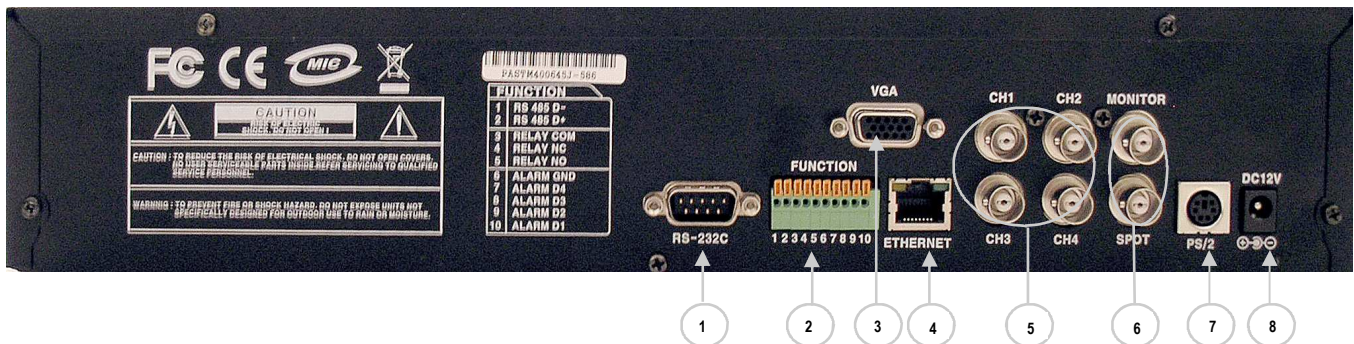 FC CE MIC
CAUTION
RISK OF ELECTRIC
SHOCK, DO NOT OPEN !
CAUTION : TO REDUCE THE RISK OF ELECTRICAL SHOCK, DO NOT OPEN COVERS.
NO USER SERVICEABLE PARTS INSIDE.REFER SERVICING TO QUALIFIED
SERVICE PERSONNEL.
WARNNIG : TO PREVENT FIRE OR SHOCK HAZARD, DO NOT EXPOSE UNITS NOT
SPECIFICALLY DESIGNED FOR OUTDOOR USE TO RAIN OR MOISTURE.
PASTM400645J-586
FUNCTION
1 RS 485 D-
2 RS 485 D+
3 RELAY COM
4 RELAY NC
5 RELAY NO
6 ALARM GND
7 ALARM D4
8 ALARM D3
9 ALARM D2
10 ALARM D1
RS-232C
FUNCTION
1 2 3 4 5 6 7 8 9 10
VGA
ETHERNET
CH1 CH2 MONITOR
CH3 CH4 SPOT
PS/2
DC12V
1 2 3 4 5 6 7 8